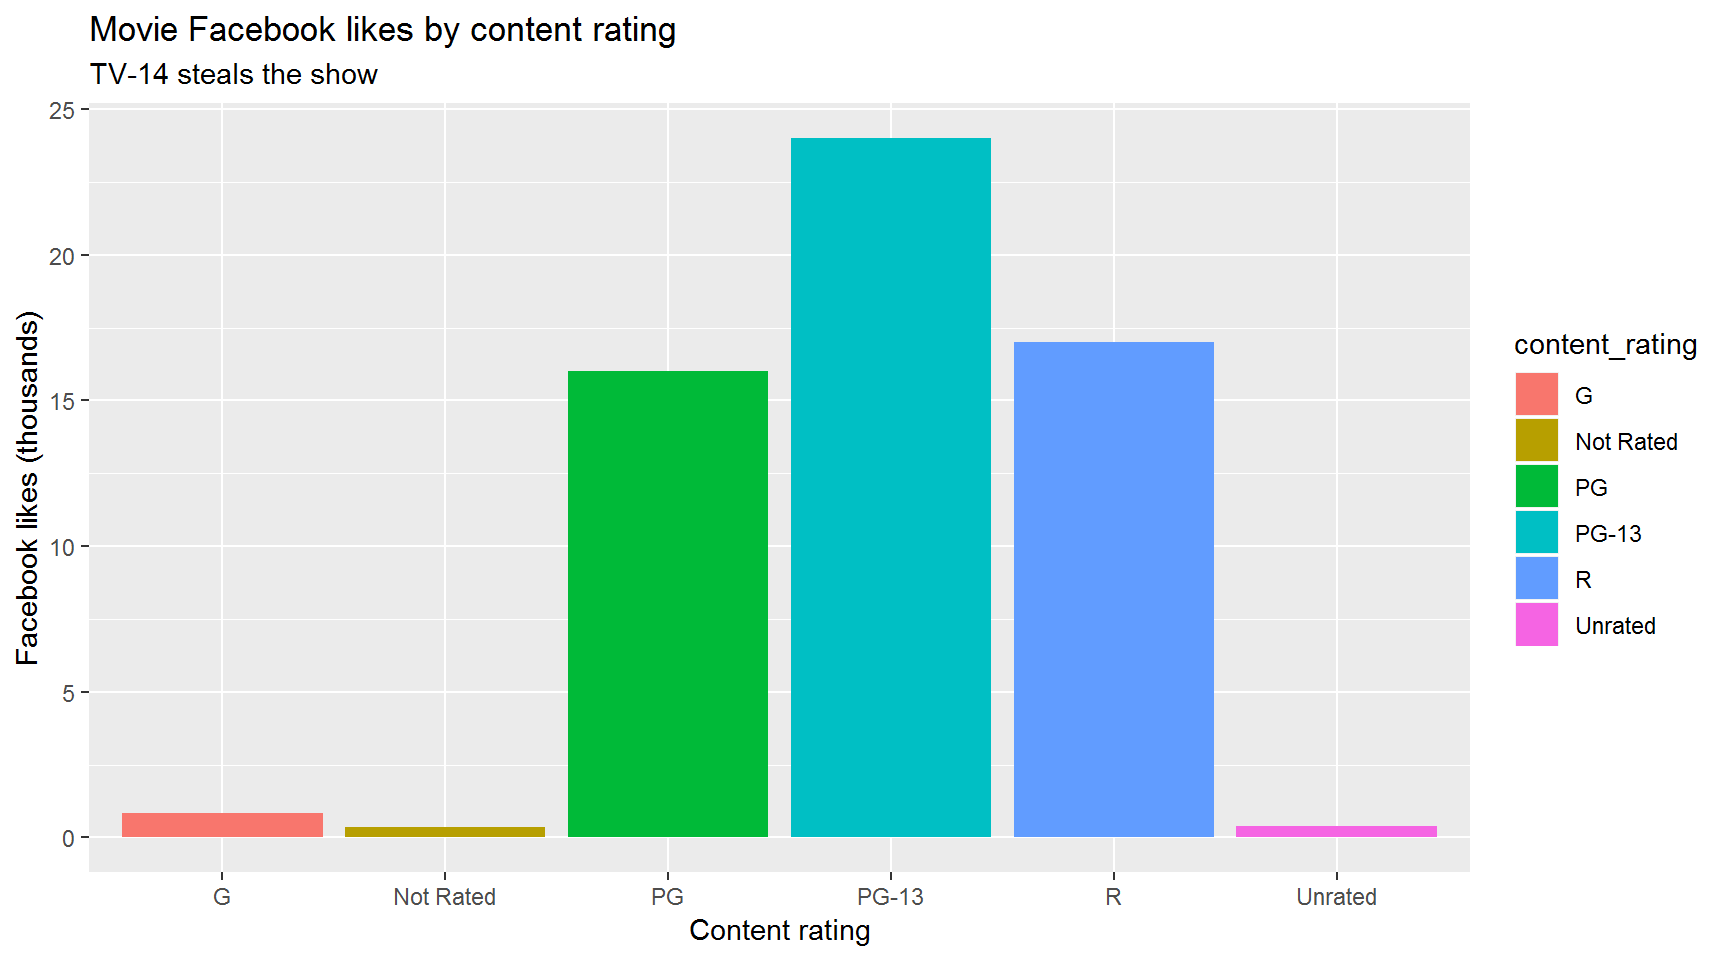 Movie Facebook likes by content rating
TV-14 steals the show
Facebook likes (thousands)
25
20
15
10
5
0
G
Not Rated
PG
PG-13
R
Unrated
Content rating
content_rating
G
Not Rated
PG
PG-13
R
Unrated